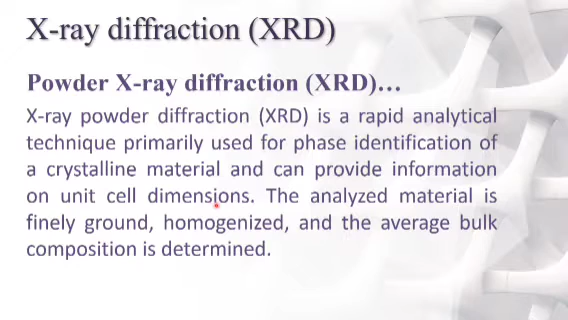 X-ray diffraction (XRD)
Powder X-ray diffraction (XRD)…
X-ray powder diffraction (XRD) is a rapid analytical
technique primarily used for phase identification of
a crystalline material and can provide information
on unit cell dimensions. The analyzed material is
finely ground, homogenized, and the average bulk
composition is determined.